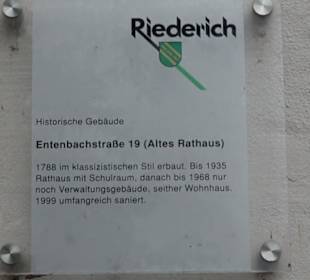 Riederich
Historische Gebäude
Entenbachstraße 19 (Altes Rathaus)
1788 im klassizistischen Stil erbaut. Bis 1935
Rathaus mit Schulraum, danach bis 1968 nur
noch Verwaltungsgebäude, seither Wohnhaus.
1999 umfangreich saniert.